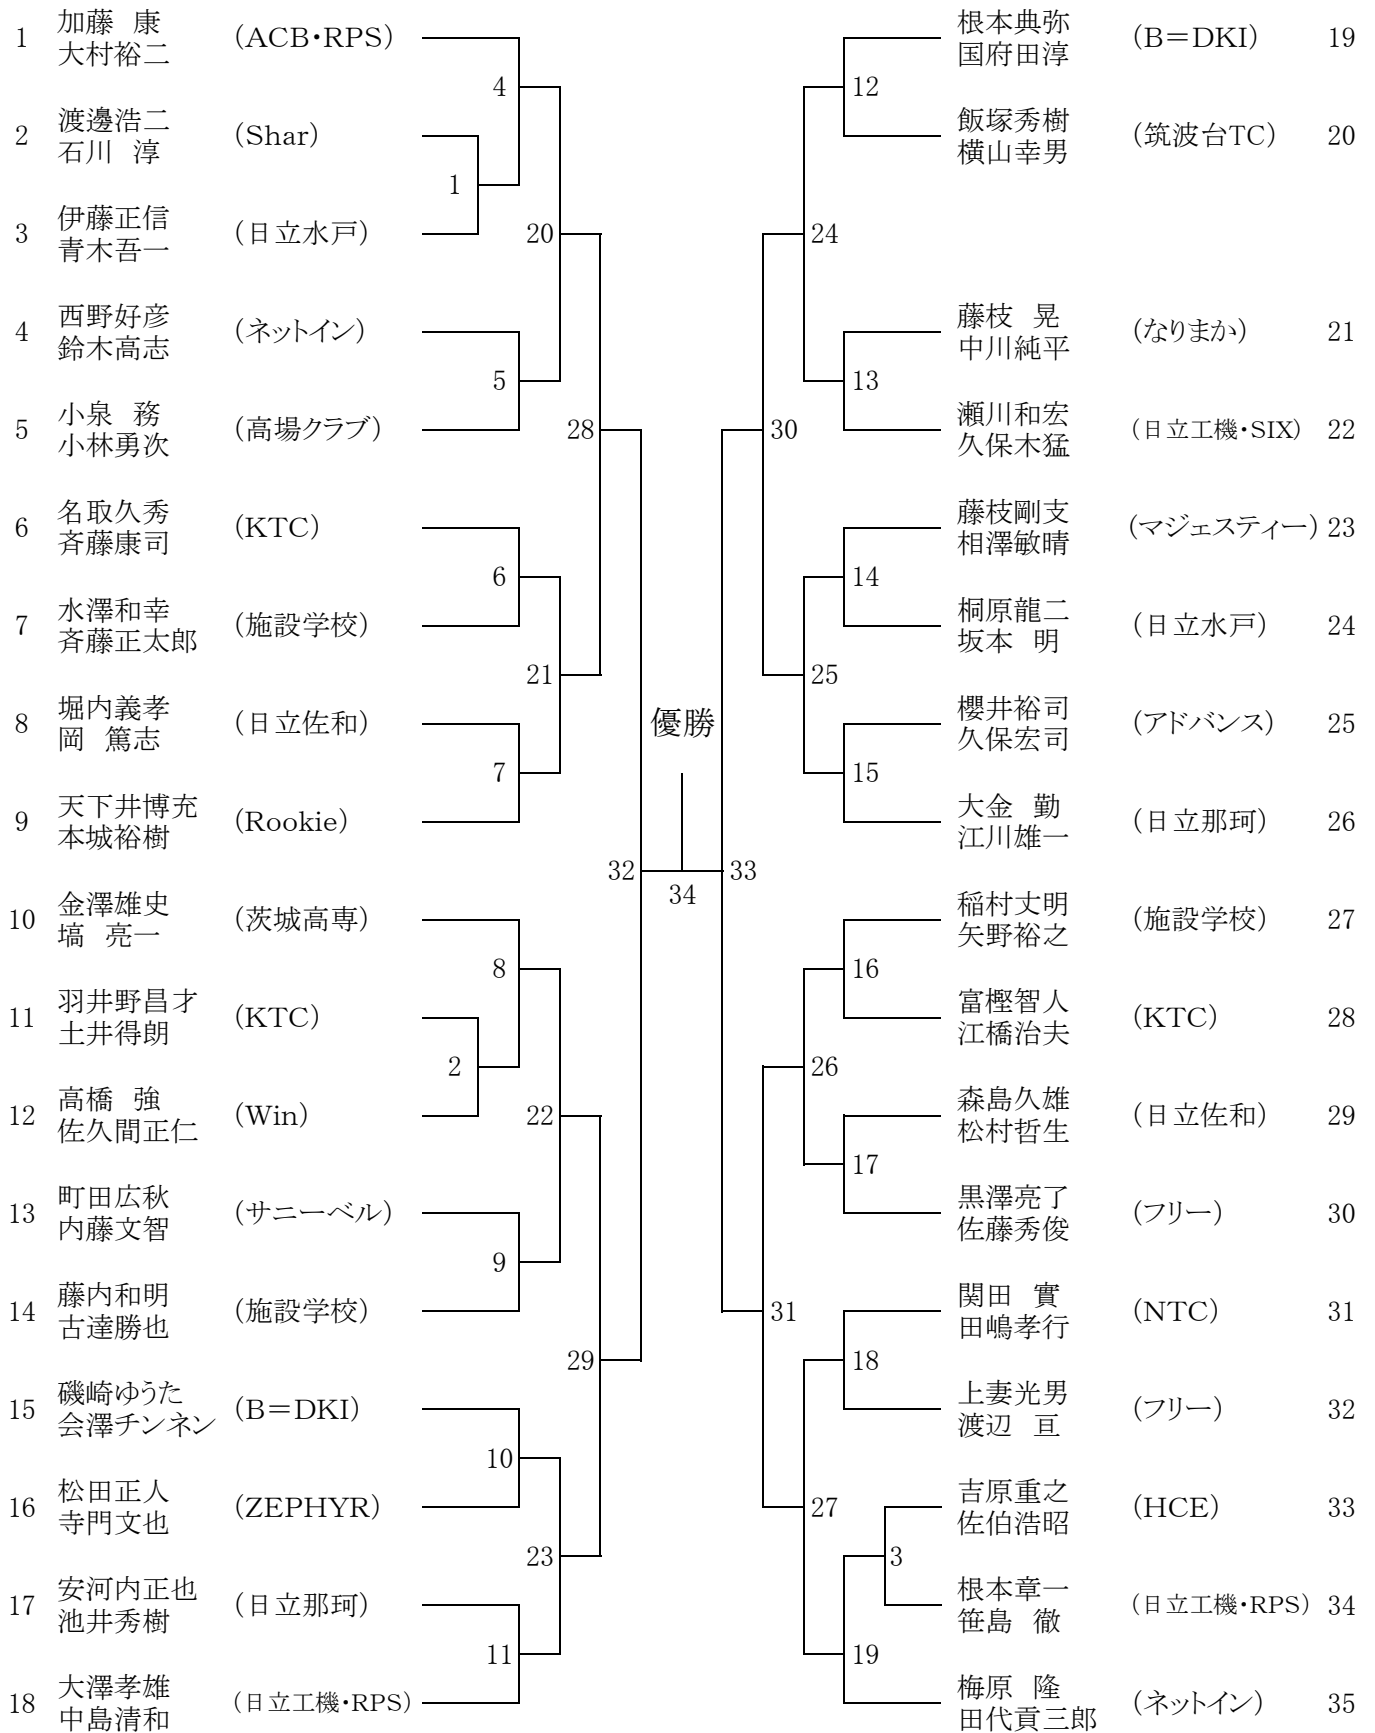 1 加藤 康 (ACB・RPS)
大村裕二
2 渡邊浩二 (Shar)
石川 淳
3 伊藤正信 (日立水戸)
青木吾一
4 西野好彦 (ネットイン)
鈴木高志
5 小泉 務 (高場クラブ)
小林勇次
6 名取久秀 (KTC)
斉藤康司
7 水澤和幸 (施設学校)
斉藤正太郎
8 堀内義孝 (日立佐和)
岡 篤志
9 天下井博充 (Rookie)
本城裕樹
10 金澤雄史 (茨城高専)
塙 亮一
11 羽井野昌才 (KTC)
土井得朗
12 高橋 強 (Win)
佐久間正仁
13 町田広秋 (サニーベル)
内藤文智
14 藤内和明 (施設学校)
古達勝也
15 磯崎ゆうた (B=DKI)
会澤チンネン
16 松田正人 (ZEPHYR)
寺門文也
17 安河内正也 (日立那珂)
池井秀樹
18 大澤孝雄 (日立工機・RPS)
中島清和
4
1
20
5
28
6
21
7
32
8
2
22
9
29
10
23
11
優勝
34
33
12
24
13
30
14
25
15
16
26
17
31
18
27
3
19
根本典弥 (B=DKI) 19
国府田淳
飯塚秀樹 (筑波台TC) 20
横山幸男
藤枝 晃 (なりまか) 21
中川純平
瀬川和宏 (日立工機・SIX) 22
久保木猛
藤枝剛支 (マジェスティー) 23
相澤敏晴
桐原龍二 (日立水戸) 24
坂本 明
櫻井裕司 (アドバンス) 25
久保宏司
大金 勤 (日立那珂) 26
江川雄一
稲村丈明 (施設学校) 27
矢野裕之
富樫智人 (KTC) 28
江橋治夫
森島久雄 (日立佐和) 29
松村哲生
黒澤亮了 (フリー) 30
佐藤秀俊
関田 實 (NTC) 31
田嶋孝行
上妻光男 (フリー) 32
渡辺 亘
吉原重之 (HCE) 33
佐伯浩昭
根本章一 (日立工機・RPS) 34
笹島 徹
梅原 隆 (ネットイン) 35
田代貢三郎